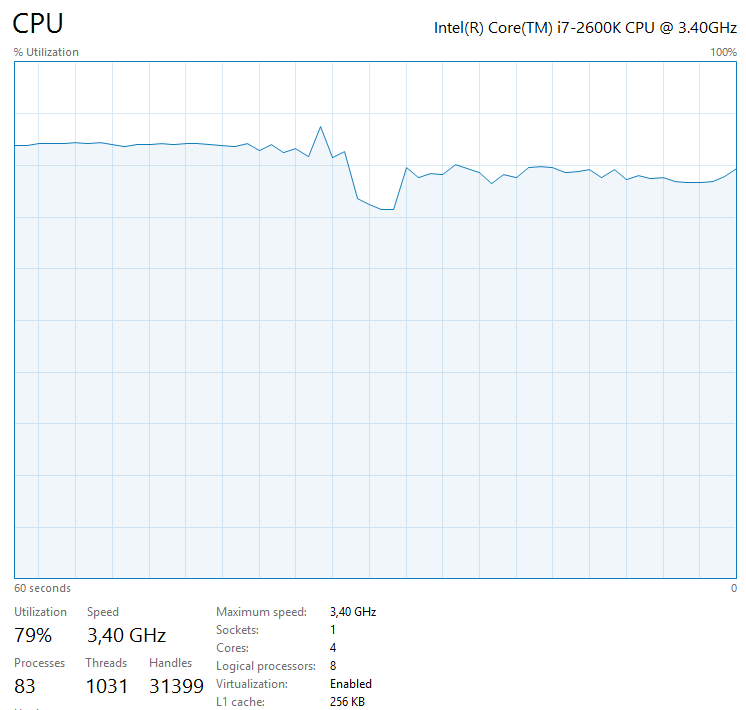 CPU
Intel(R) Core(TM) i7-2600K CPU @ 3.40GHz
% Utilization
100%
60 seconds
0
Utilization
Speed
79%
3,40 GHz
Processes
Threads
Handles
83
1031
31399
Maximum speed:
3,40 GHz
Sockets:
1
Cores:
4
Logical processors:
8
Virtualization:
Enabled
L1 cache:
256 KB